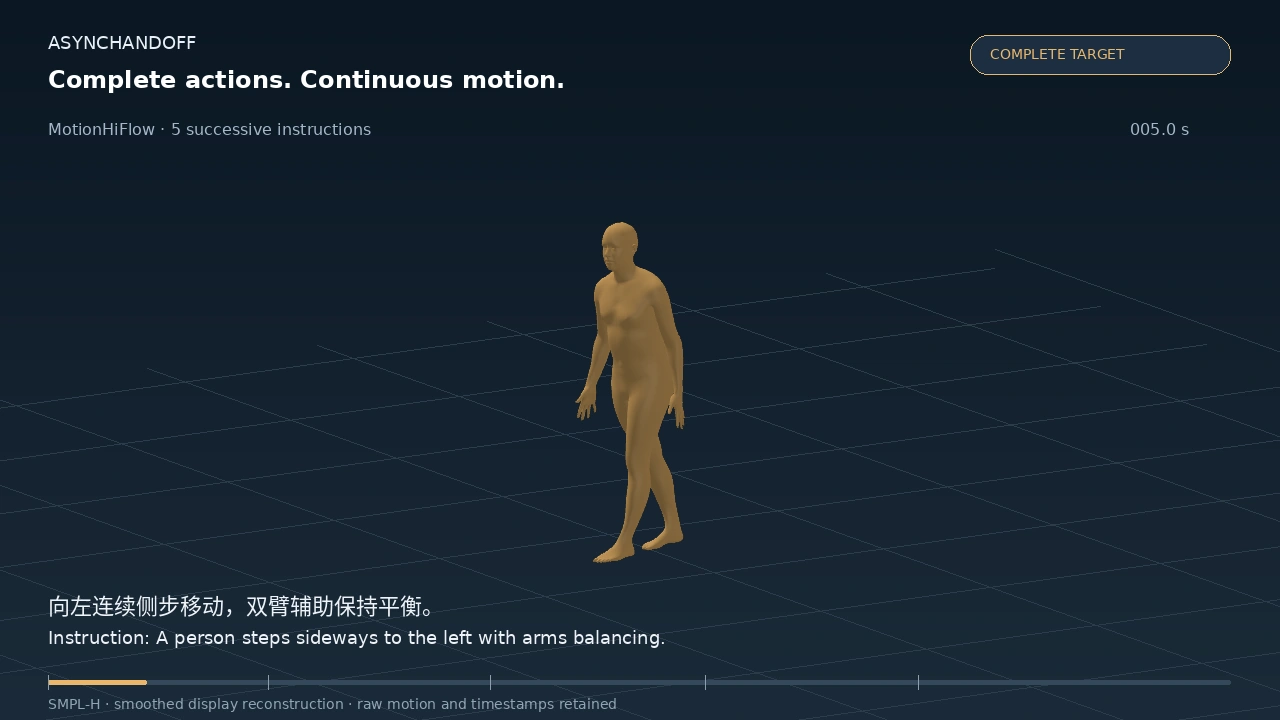 ASYNCHANDOFF
Complete actions. Continuous motion.
COMPLETE TARGET
MotionHiFlow · 5 successive instructions
005.0 s
向左连续侧步移动，双臂辅助保持平衡。
Instruction: A person steps sideways to the left with arms balancing.
SMPL-H · smoothed display reconstruction · raw motion and timestamps retained